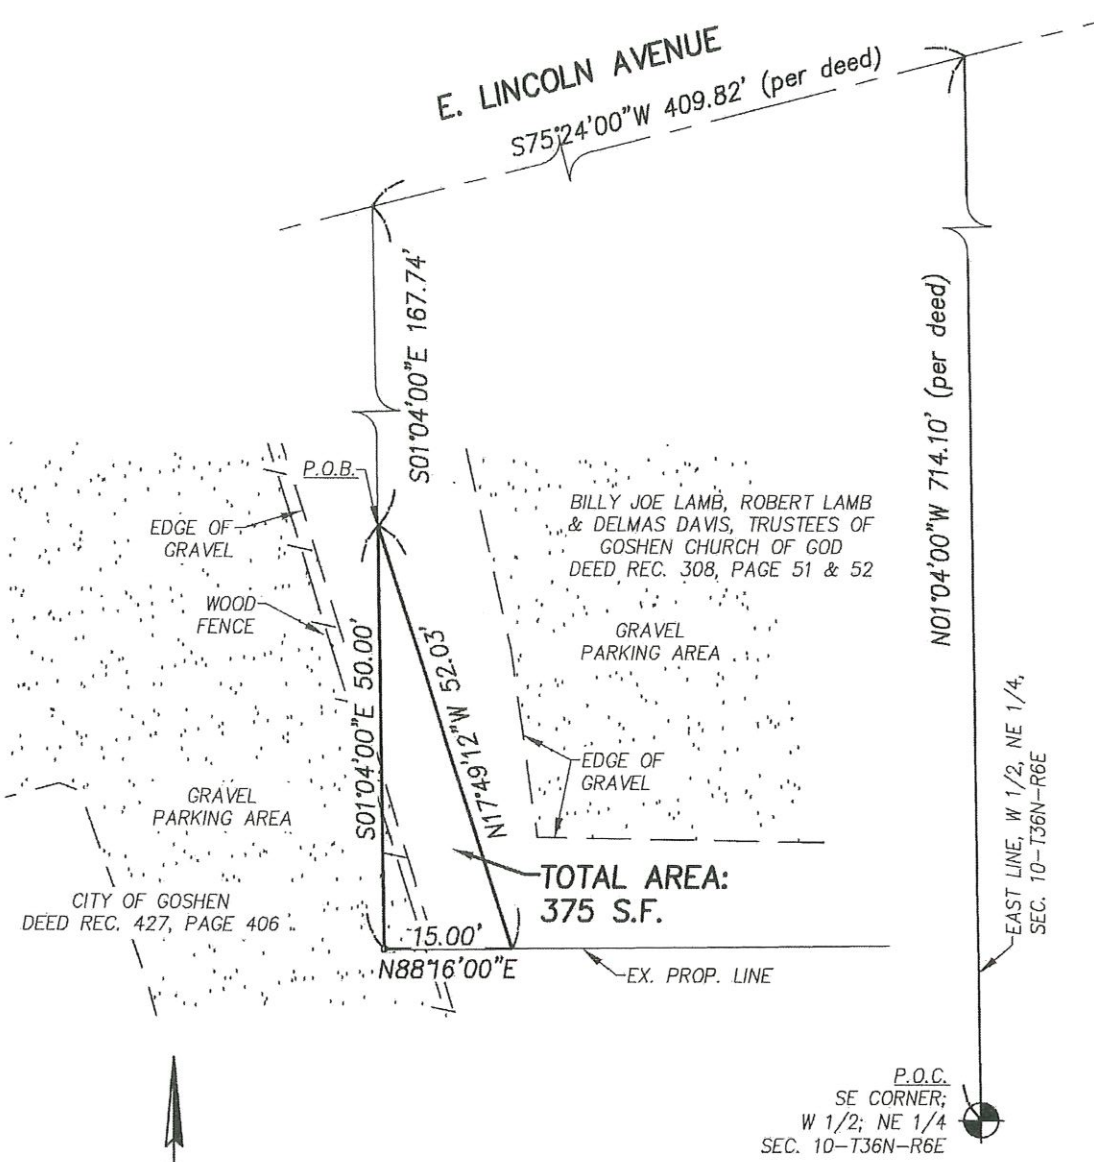 E. LINCOLN AVENUE
S75°24'00"W 409.82' (per deed)
S01°04'00"E 167.74'
N01°04'00"W 714.10' (per deed)
P.O.B.
EDGE OF
GRAVEL
WOOD
FENCE
BILLY JOE LAMB, ROBERT LAMB
& DELMAS DAVIS, TRUSTEES OF
GOSHEN CHURCH OF GOD
DEED REC. 308, PAGE 51 & 52
GRAVEL
PARKING AREA
S01°04'00"E 50.00'
N17°49'12"W 52.03'
EDGE OF
GRAVEL
GRAVEL
PARKING AREA
CITY OF GOSHEN
DEED REC. 427, PAGE 406
TOTAL AREA:
375 S.F.
15.00'
N88°16'00"E
EX. PROP. LINE
EAST LINE, W 1/2, NE 1/4,
SEC. 10-T36N-R6E
P.O.C.
SE CORNER;
W 1/2; NE 1/4
SEC. 10-T36N-R6E